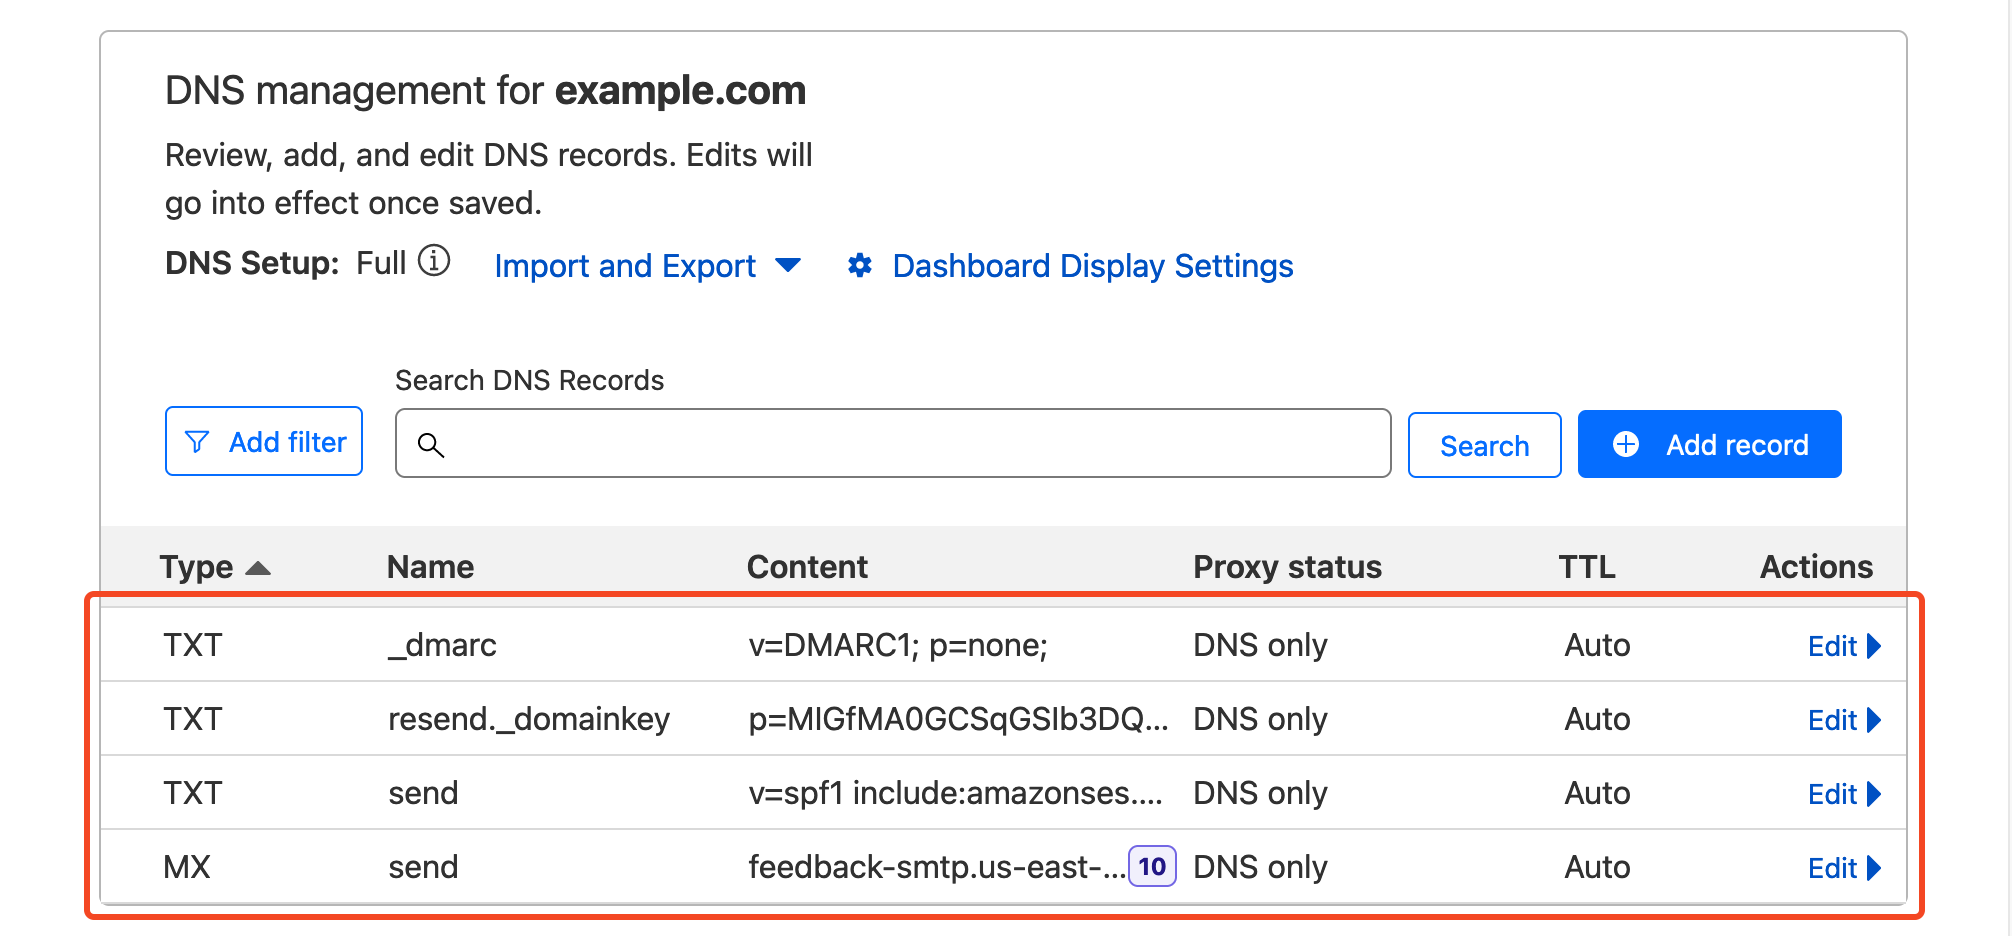 DNS management for example.com
Review, add, and edit DNS records. Edits will
go into effect once saved.
DNS Setup: Full Import and Export Dashboard Display Settings
Search DNS Records
Add filter Search Add record
Type Name Content Proxy status TTL Actions
TXT _dmarc v=DMARC1; p=none; DNS only Auto Edit
TXT resend._domainkey p=MIGfMA0GCSqGSIb3DQ... DNS only Auto Edit
TXT send v=spf1 include:amazonses.... DNS only Auto Edit
MX send feedback-smtp.us-east-... 10 DNS only Auto Edit